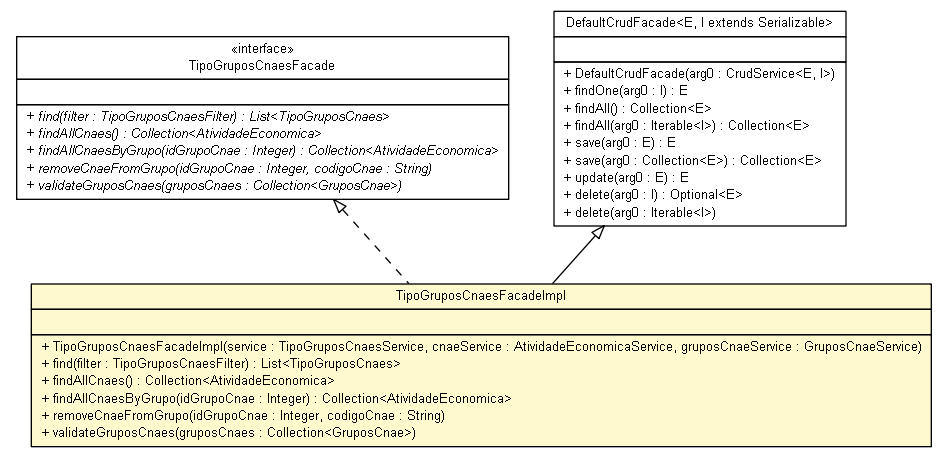 «interface»
TipoGruposCnaesFacade
+ find(filter : TipoGruposCnaesFilter) : List<TipoGruposCnaes>
+ findAllCnaes() : Collection<AtividadeEconomica>
+ findAllCnaesByGrupo(idGrupoCnae : Integer) : Collection<AtividadeEconomica>
+ removeCnaeFromGrupo(idGrupoCnae : Integer, codigoCnae : String)
+ validateGruposCnaes(gruposCnaes : Collection<GruposCnae>)
DefaultCrudFacade<E, I extends Serializable>
+ DefaultCrudFacade(arg0 : CrudService<E, I>)
+ findOne(arg0 : I) : E
+ findAll() : Collection<E>
+ findAll(arg0 : Iterable<I>) : Collection<E>
+ save(arg0 : E) : E
+ save(arg0 : Collection<E>) : Collection<E>
+ update(arg0 : E) : E
+ delete(arg0 : I) : Optional<E>
+ delete(arg0 : Iterable<I>)
TipoGruposCnaesFacadeImpl
+ TipoGruposCnaesFacadeImpl(service : TipoGruposCnaesService, cnaeService : AtividadeEconomicaService, gruposCnaeService : GruposCnaeService)
+ find(filter : TipoGruposCnaesFilter) : List<TipoGruposCnaes>
+ findAllCnaes() : Collection<AtividadeEconomica>
+ findAllCnaesByGrupo(idGrupoCnae : Integer) : Collection<AtividadeEconomica>
+ removeCnaeFromGrupo(idGrupoCnae : Integer, codigoCnae : String)
+ validateGruposCnaes(gruposCnaes : Collection<GruposCnae>)